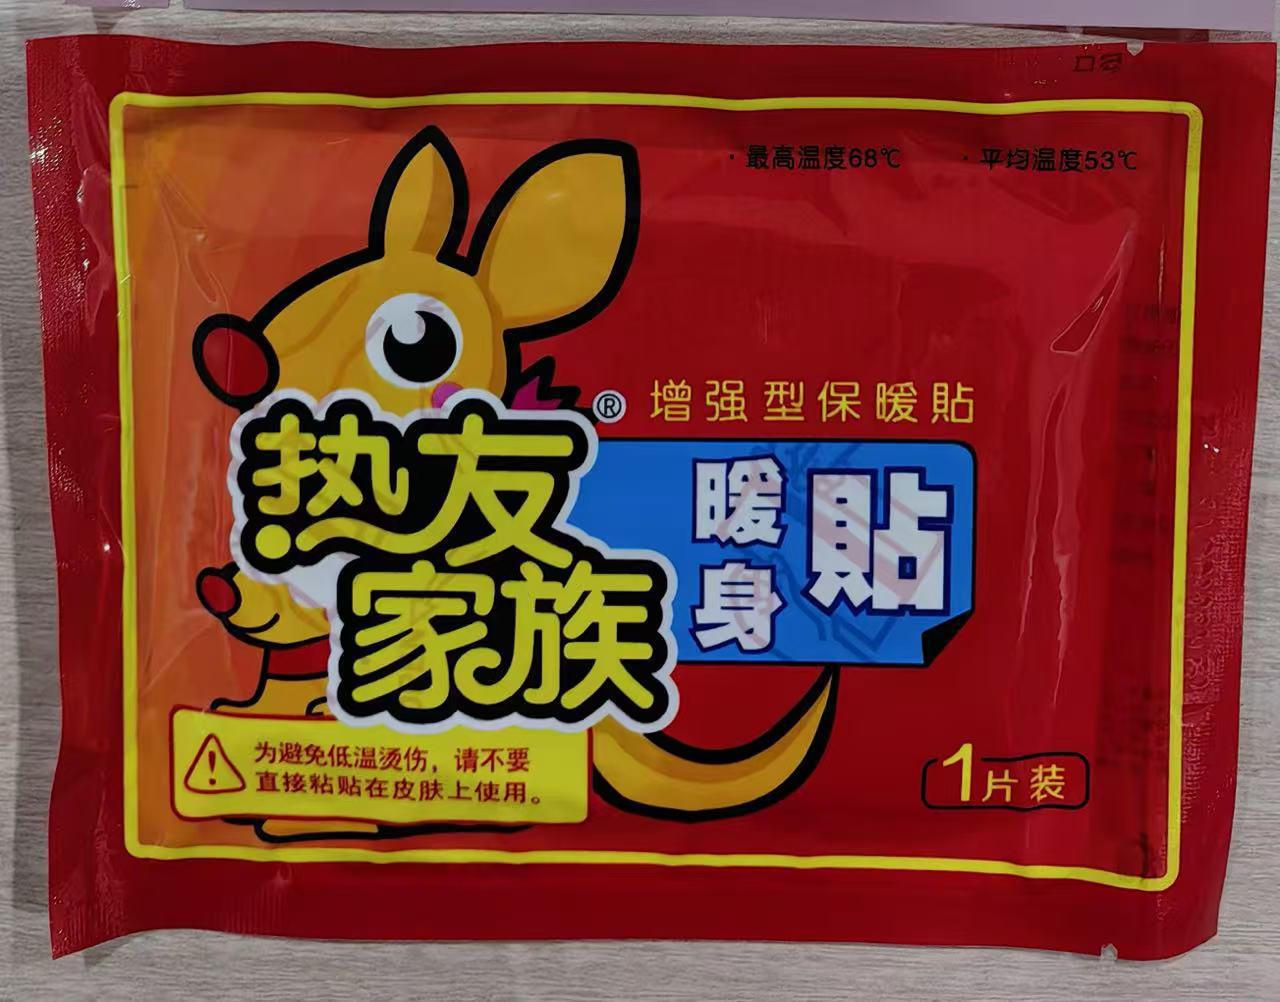 ·最高温度68℃ ·平均温度53℃
® 增强型保暖貼
热友
家族
暖身
貼
为避免低温烫伤，请不要
直接粘贴在皮肤上使用。
1片装